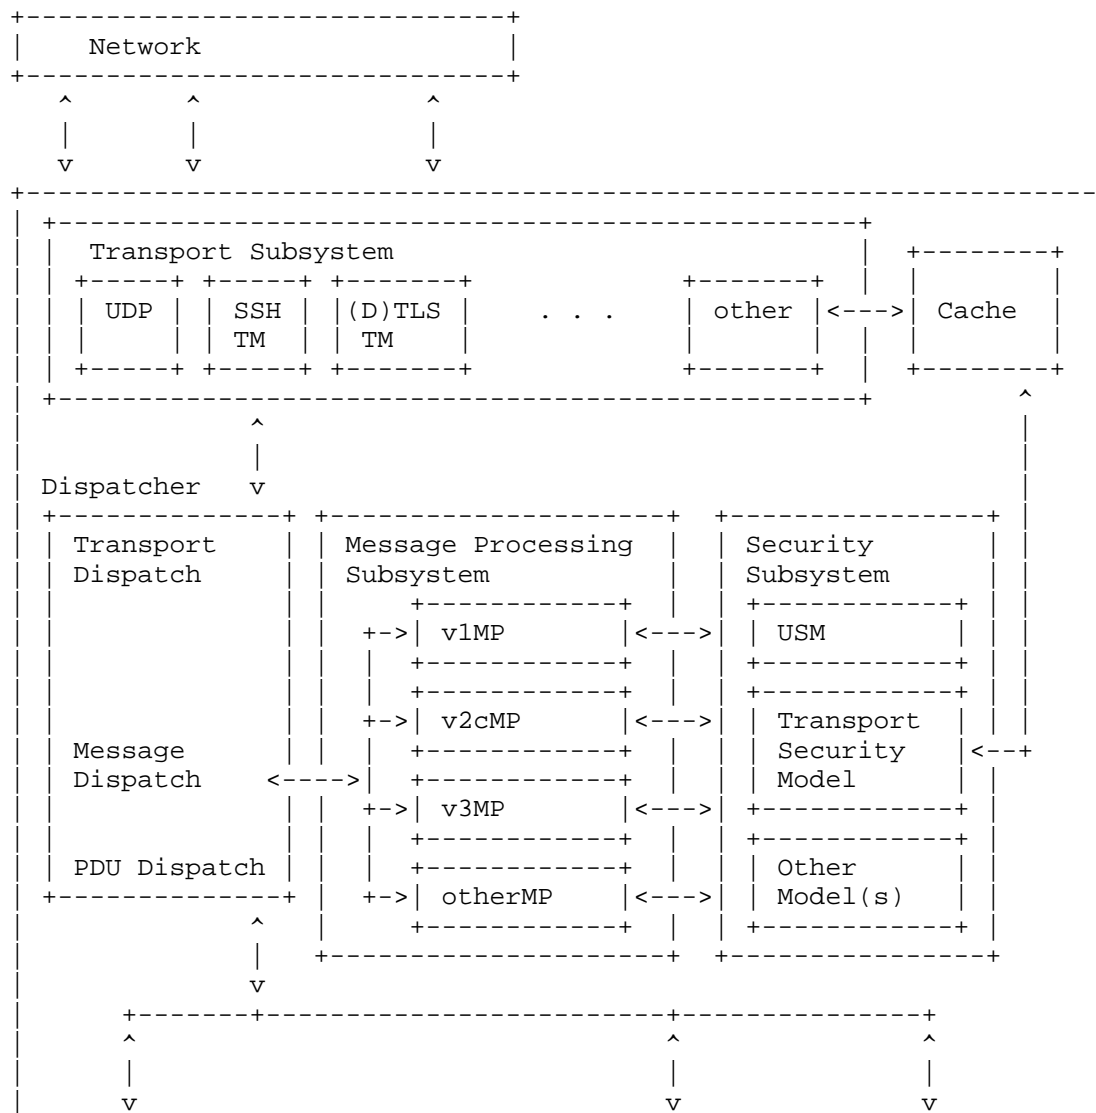 Network
Transport Subsystem
UDP SSH (D)TLS . . . other Cache
TM TM
Dispatcher
Transport Message Processing Security
Dispatch Subsystem Subsystem
v1MP USM
v2cMP Transport
Message Security
Dispatch Model
v3MP
PDU Dispatch Other
otherMP Model(s)